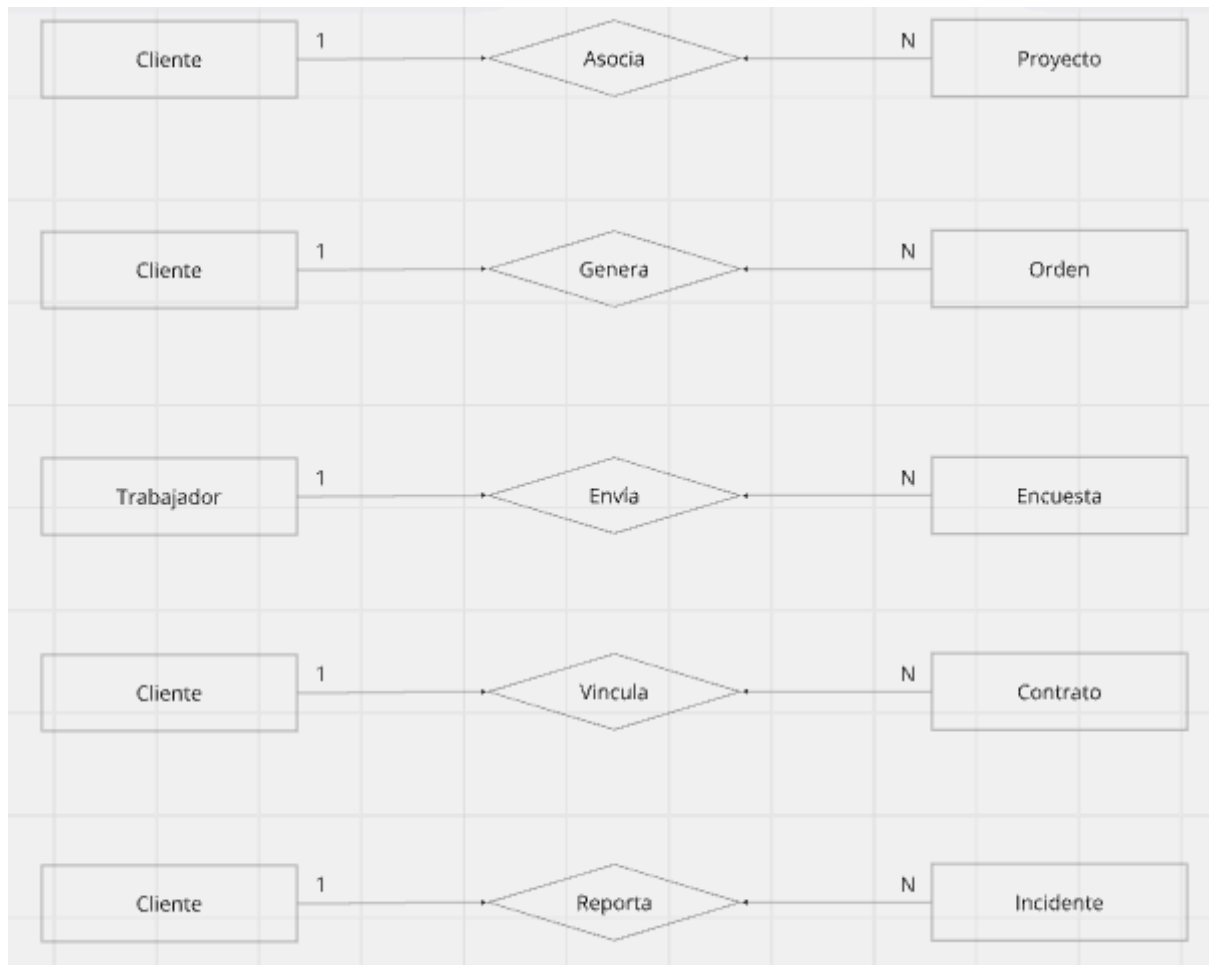 1 N
Cliente Asocia Proyecto
1 N
Cliente Genera Orden
1 N
Trabajador Envía Encuesta
1 N
Cliente Vincula Contrato
1 N
Cliente Reporta Incidente